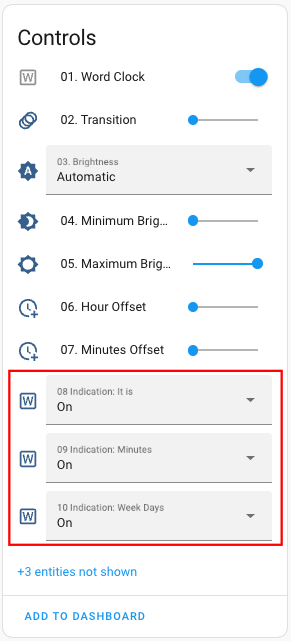 Controls
W 01. Word Clock
02. Transition
A 03. Brightness
Automatic
04. Minimum Brig...
05. Maximum Brig...
06. Hour Offset
07. Minutes Offset
W 08 Indication: It is
On
W 09 Indication: Minutes
On
W 10 Indication: Week Days
On
+3 entities not shown
ADD TO DASHBOARD